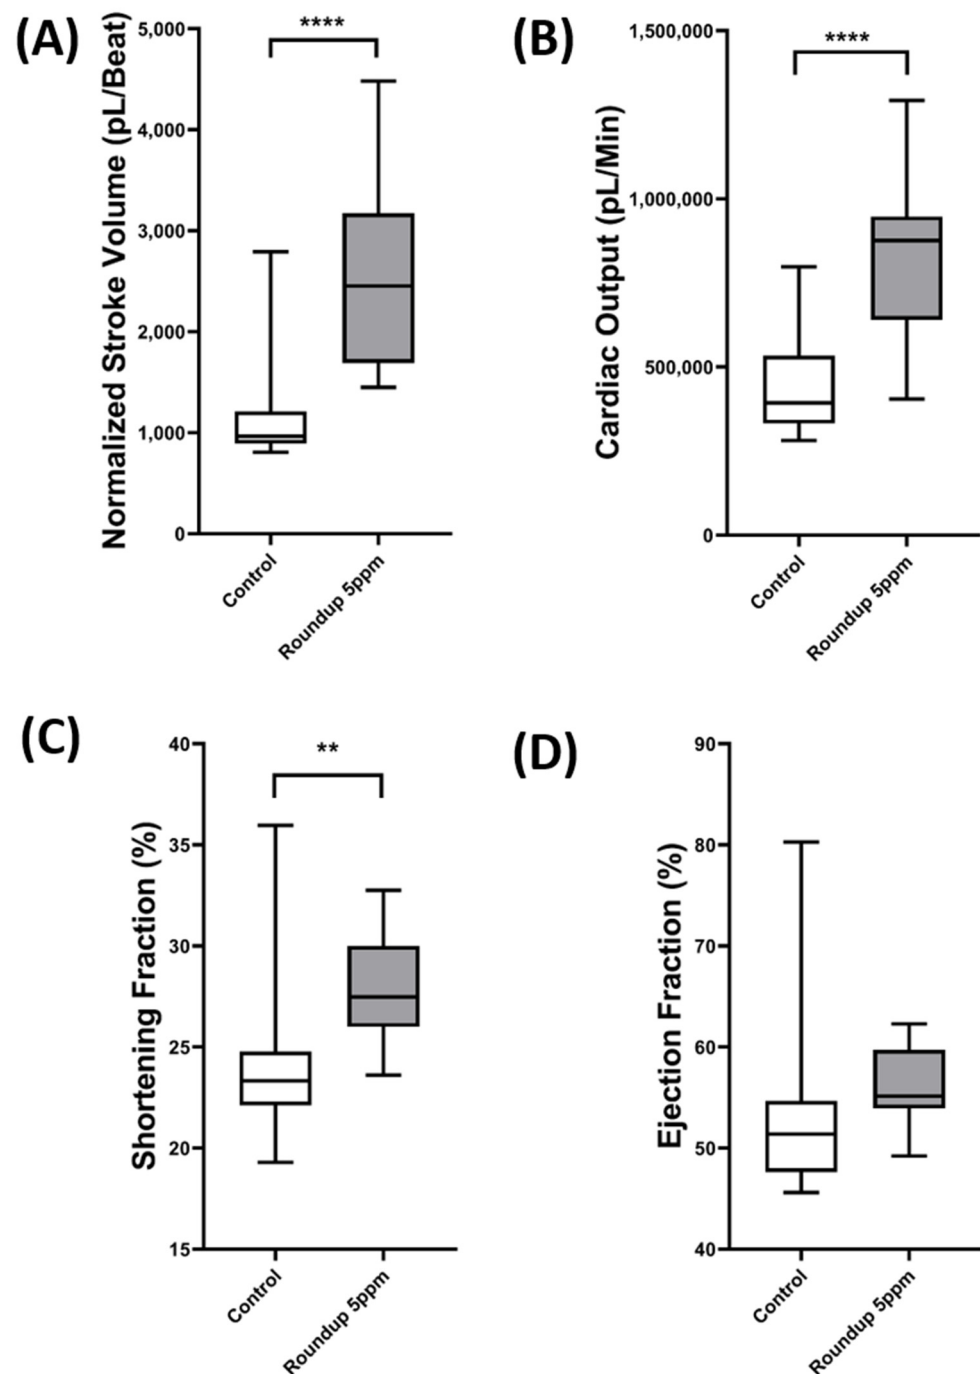 (A)
Normalized Stroke Volume (pL/Beat)
5,000
4,000
3,000
2,000
1,000
0
****
Control
Roundup 5ppm
(B)
Cardiac Output (pL/Min)
1,500,000
1,000,000
500,000
0
****
Control
Roundup 5ppm
(C)
Shortening Fraction (%)
40
35
30
25
20
15
**
Control
Roundup 5ppm
(D)
Ejection Fraction (%)
90
80
70
60
50
40
Control
Roundup 5ppm